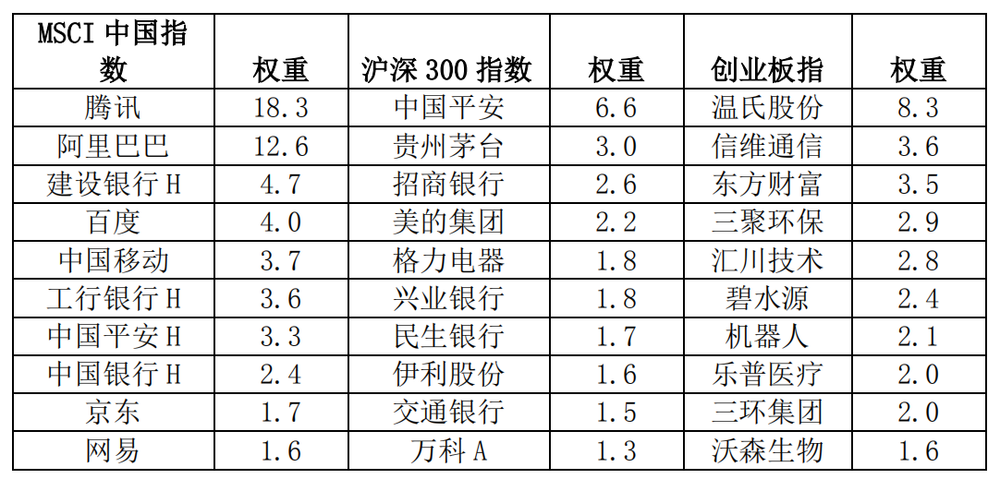 MSCI 中国指数 权重 沪深 300 指数 权重 创业板指 权重
腾讯 18.3 中国平安 6.6 温氏股份 8.3
阿里巴巴 12.6 贵州茅台 3.0 信维通信 3.6
建设银行 H 4.7 招商银行 2.6 东方财富 3.5
百度 4.0 美的集团 2.2 三聚环保 2.9
中国移动 3.7 格力电器 1.8 汇川技术 2.8
工行银行 H 3.6 兴业银行 1.8 碧水源 2.4
中国平安 H 3.3 民生银行 1.7 机器人 2.1
中国银行 H 2.4 伊利股份 1.6 乐普医疗 2.0
京东 1.7 交通银行 1.5 三环集团 2.0
网易 1.6 万科 A 1.3 沃森生物 1.6